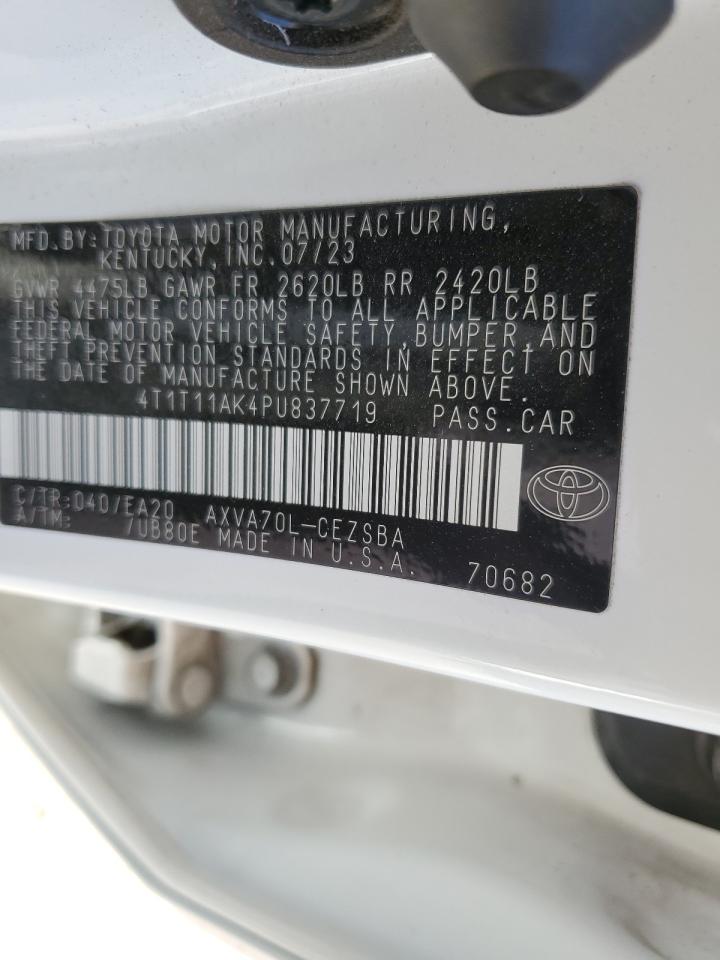 MFD.BY:TOYOTA MOTOR MANUFACTURING,
KENTUCKY,INC.07/23
GVWR 4475LB GAWR FR 2620LB RR 2420LB
THIS VEHICLE CONFORMS TO ALL APPLICABLE
FEDERAL MOTOR VEHICLE SAFETY,BUMPER,AND
THEFT PREVENTION STANDARDS IN EFFECT ON
THE DATE OF MANUFACTURE SHOWN ABOVE.
4T1T11AK4PU837719 PASS.CAR
C/TR:040/EA20 AXVA70L-CEZSBA
A/TM: /UB80E MADE IN U.S.A. 70682